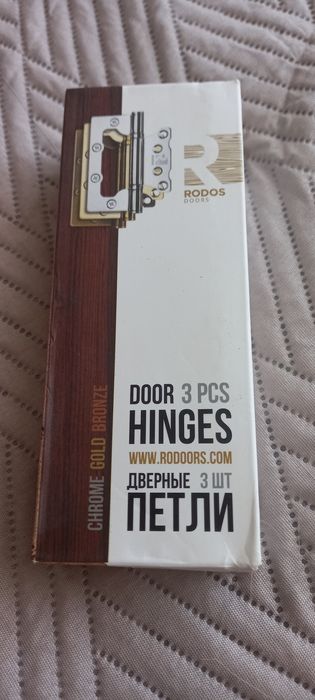 R
RODOS
DOORS
CHROME GOLD BRONZE
DOOR 3 PCS
HINGES
WWW.RODOORS.COM
ДВЕРНЫЕ 3 ШТ
ПЕТЛИ